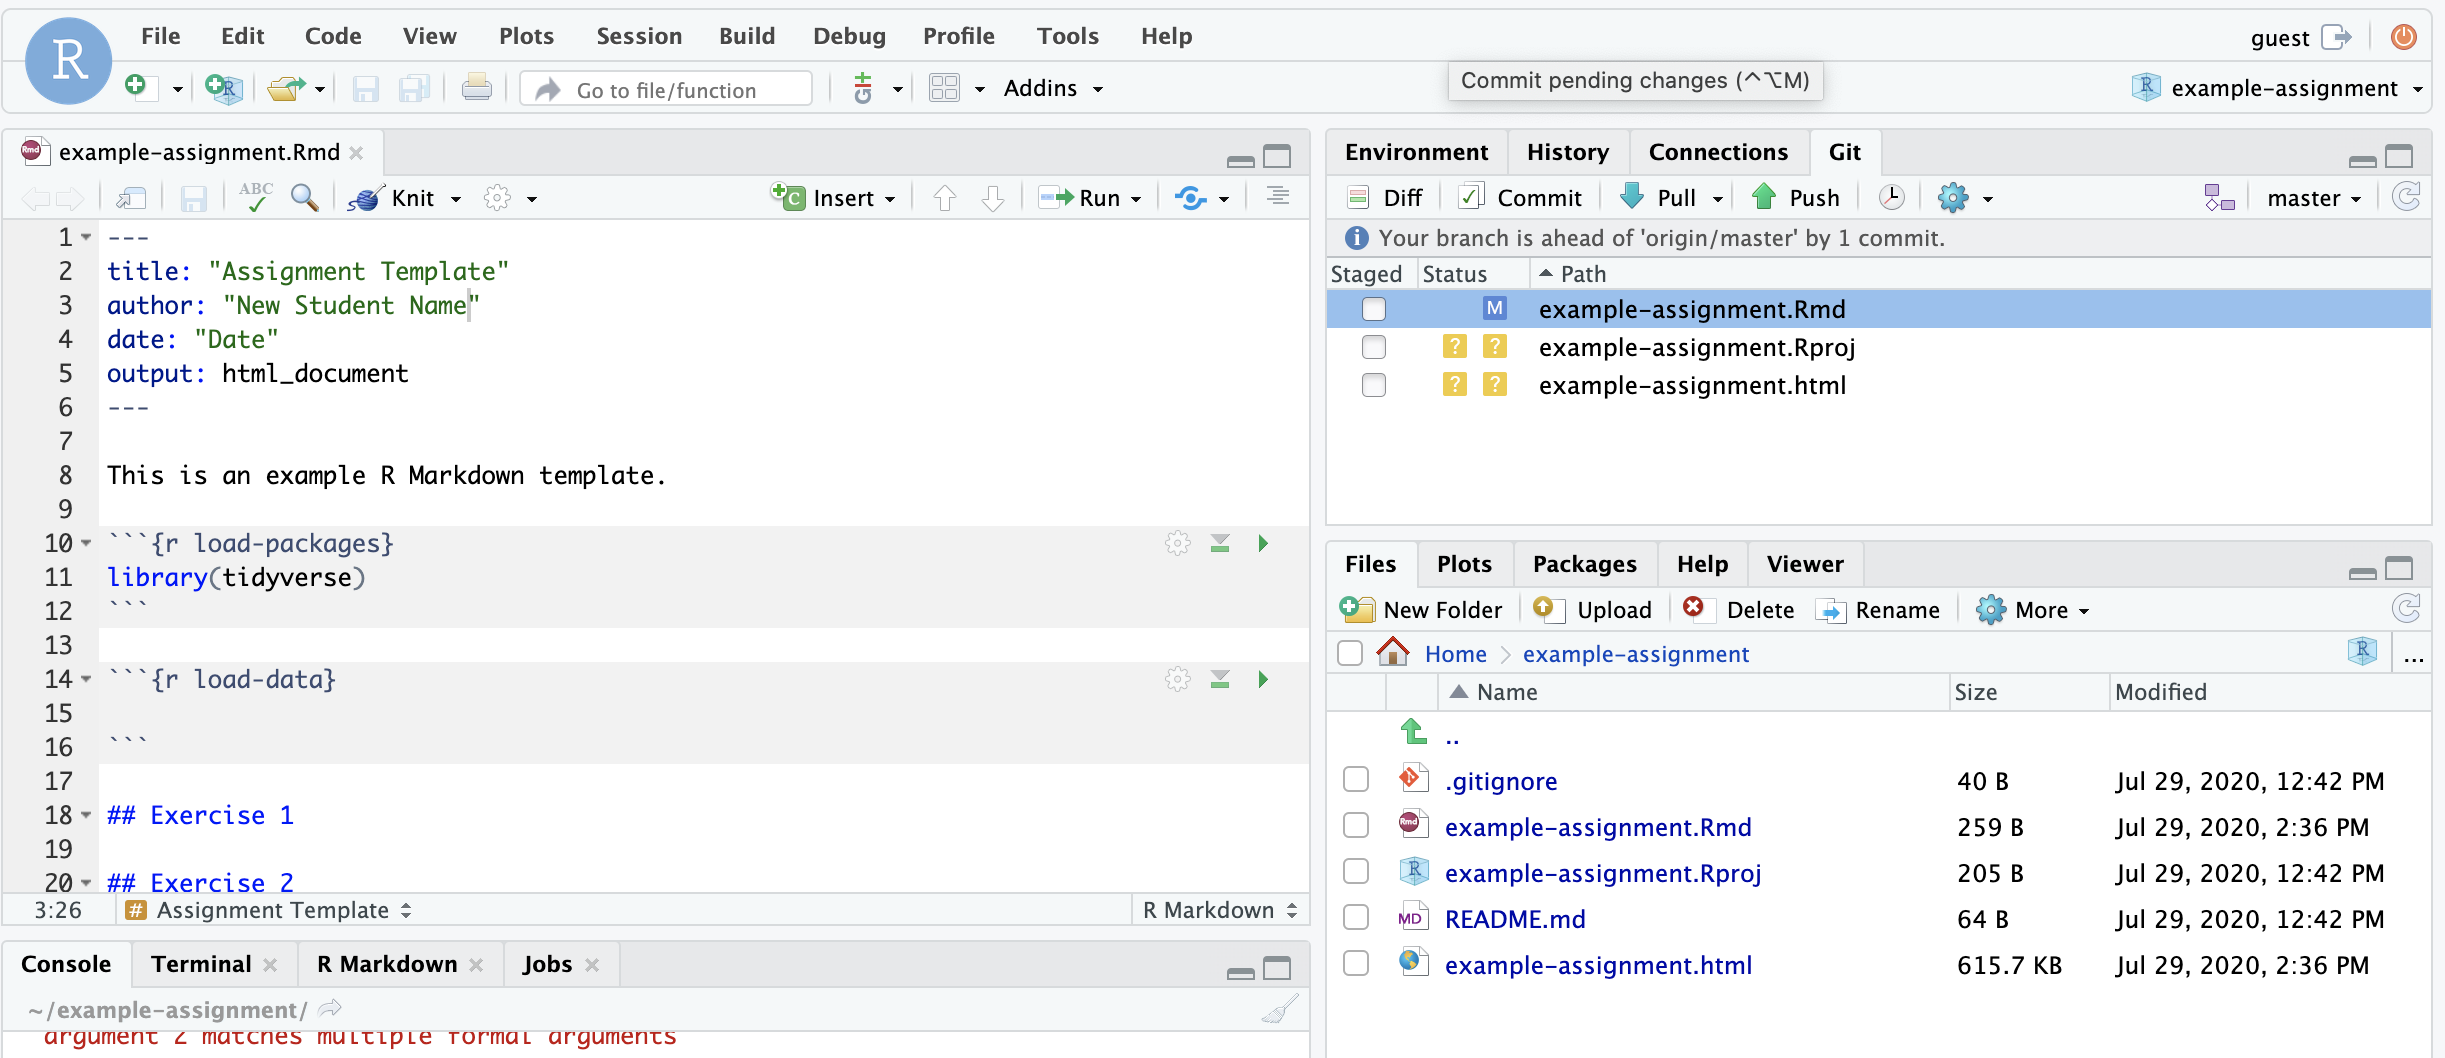 File Edit Code View Plots Session Build Debug Profile Tools Help
guest
R
Go to file/function
Addins
Commit pending changes (^⌥M)
example-assignment
example-assignment.Rmd
ABC
Knit
Insert
Run
1 ---
2 title: "Assignment Template"
3 author: "New Student Name"
4 date: "Date"
5 output: html_document
6 ---
7
8 This is an example R Markdown template.
9
10 ```{r load-packages}
11 library(tidyverse)
12 ```
13
14 ```{r load-data}
15
16 ```
17
18 ## Exercise 1
19
20 ## Exercise 2
3:26 # Assignment Template R Markdown
Console Terminal R Markdown Jobs
~/example-assignment/
argument 2 matches multiple formal arguments
Environment History Connections Git
Diff Commit Pull Push master
Your branch is ahead of 'origin/master' by 1 commit.
Staged Status Path
M example-assignment.Rmd
? ? example-assignment.Rproj
? ? example-assignment.html
Files Plots Packages Help Viewer
New Folder Upload Delete Rename More
Home > example-assignment R ...
Name Size Modified
..
.gitignore 40 B Jul 29, 2020, 12:42 PM
Rmd example-assignment.Rmd 259 B Jul 29, 2020, 2:36 PM
R example-assignment.Rproj 205 B Jul 29, 2020, 12:42 PM
MD README.md 64 B Jul 29, 2020, 12:42 PM
example-assignment.html 615.7 KB Jul 29, 2020, 2:36 PM